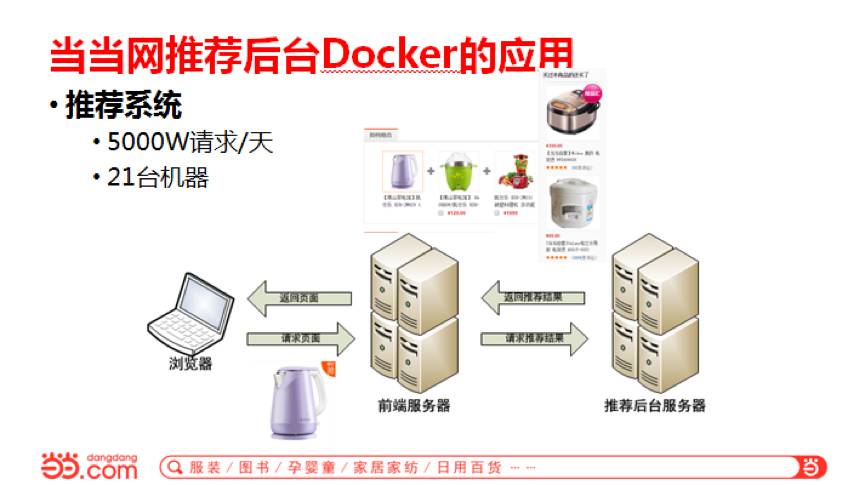 当当网推荐后台Docker的应用
• 推荐系统
• 5000W请求/天
• 21台机器
返回页面
请求页面
返回推荐结果
请求推荐结果
浏览器
前端服务器
推荐后台服务器
当当.com
dangdang
服装/图书/孕婴童/家居家纺/日用百货 ……